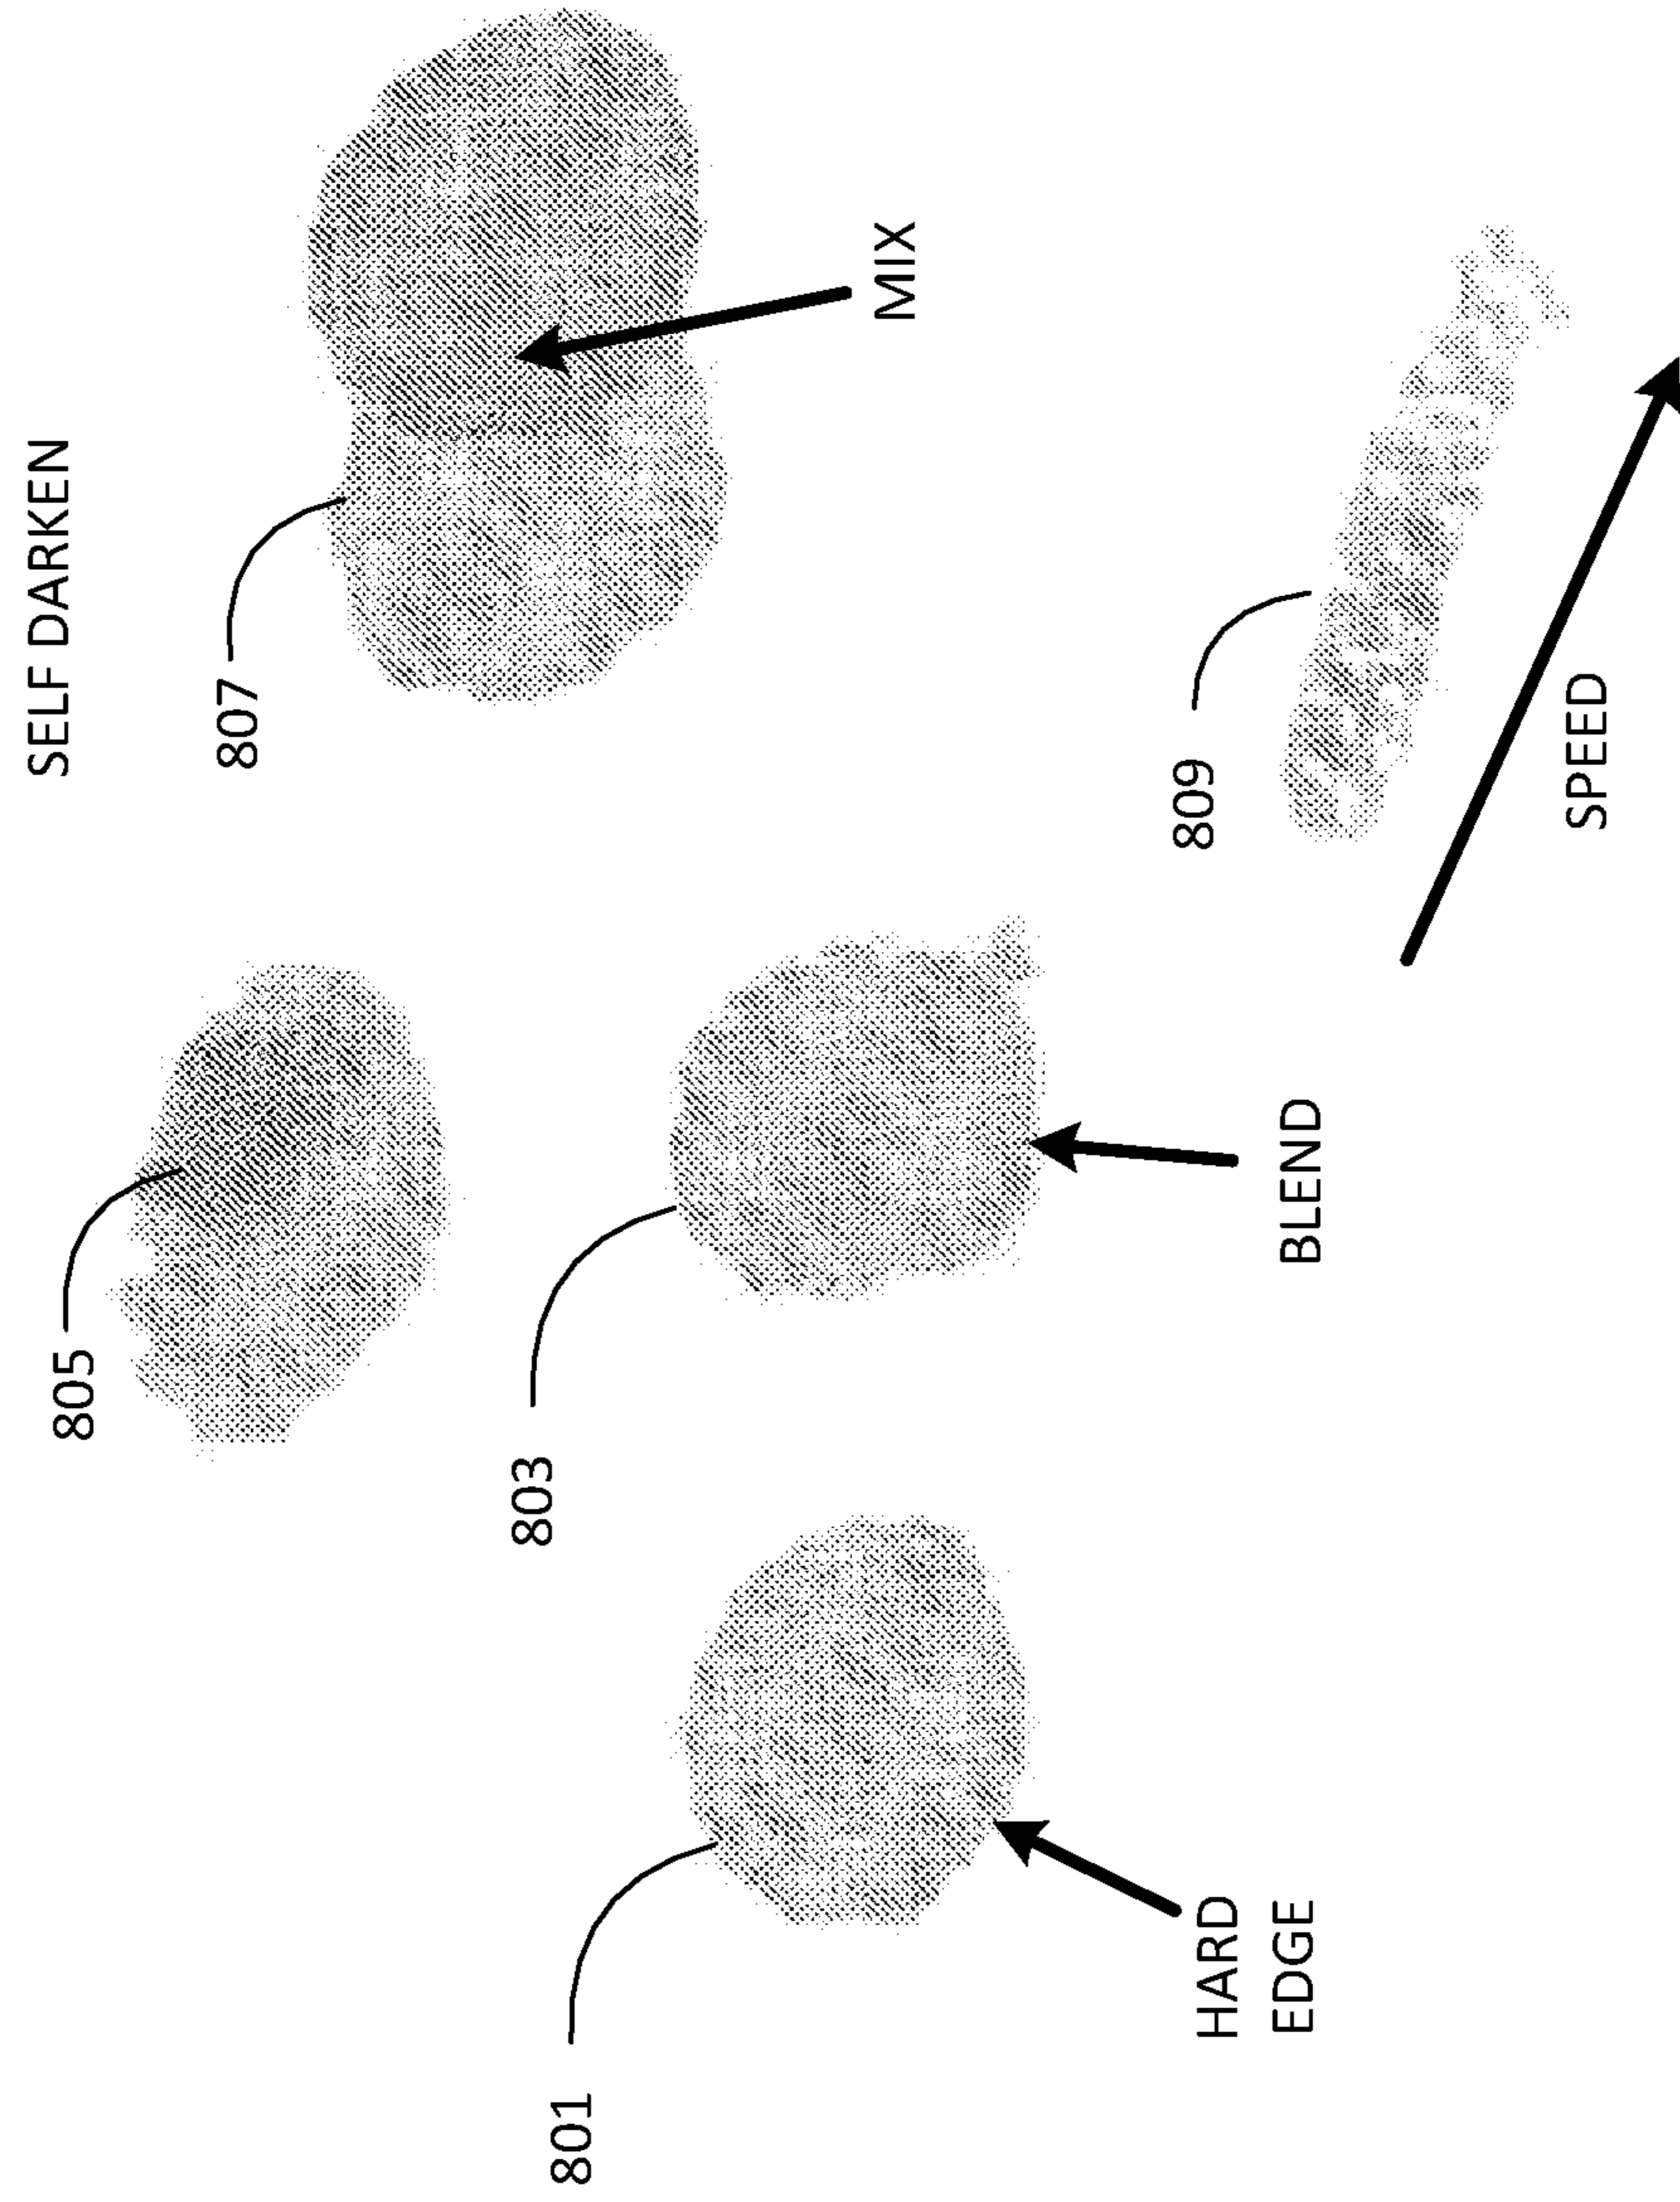 SELF DARKEN
805
807
803
801
MIX
809
HARD
EDGE
BLEND
SPEED